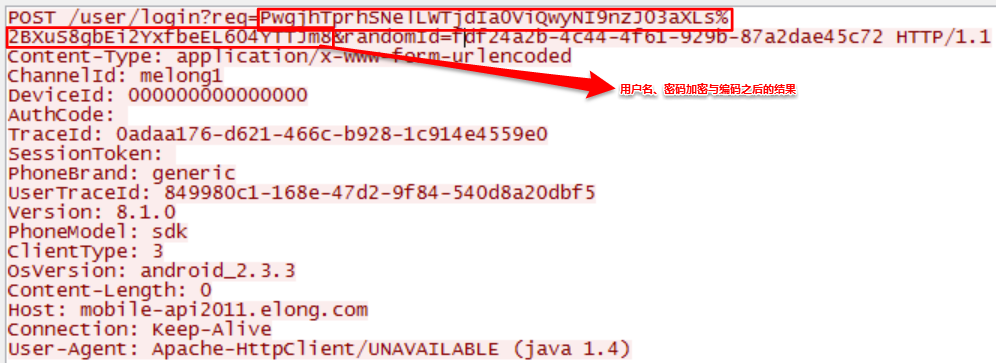 POST /user/login?req=PwgjhTprhSNelLWTjdIa0ViQwyNI9nzJ03aXLs%
2BXuS8gbEi2YxfbeEL6O4YTTJm8&randomId=fdf24a2b-4c44-4f61-929b-87a2dae45c72 HTTP/1.1
Content-Type: application/x-www-form-urlencoded
ChannelId: melong1
用户名、密码加密与编码之后的结果
DeviceId: 000000000000000
AuthCode:
TraceId: 0adaa176-d621-466c-b928-1c914e4559e0
SessionToken:
PhoneBrand: generic
UserTraceId: 849980c1-168e-47d2-9f84-540d8a20dbf5
Version: 8.1.0
PhoneModel: sdk
ClientType: 3
OsVersion: android_2.3.3
Content-Length: 0
Host: mobile-api2011.elong.com
Connection: Keep-Alive
User-Agent: Apache-HttpClient/UNAVAILABLE (java 1.4)